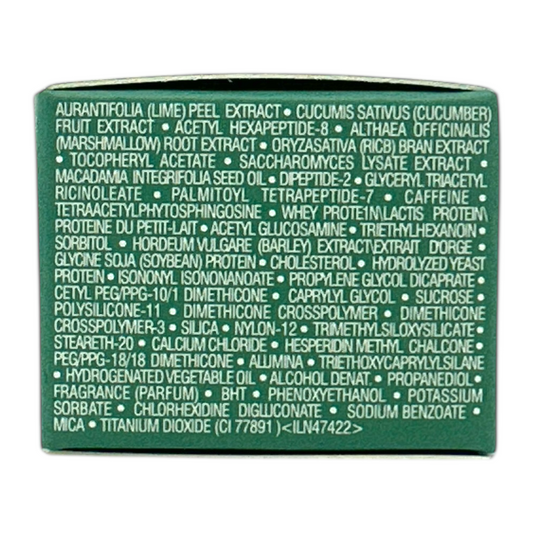 AURANTIFOLIA (LIME) PEEL EXTRACT • CUCUMIS SATIVUS (CUCUMBER)
FRUIT EXTRACT • ACETYL HEXAPEPTIDE-8 • ALTHAEA OFFICINALIS
(MARSHMALLOW) ROOT EXTRACT • ORYZASATIVA (RICB) BRAN EXTRACT
• TOCOPHERYL ACETATE • SACCHAROMYCES LYSATE EXTRACT •
MACADAMIA INTEGRIFOLIA SEED OIL • DIPEPTIDE-2 • GLYCERYL TRIACETYL
RICINOLEATE • PALMITOYL TETRAPEPTIDE-7 • CAFFEINE •
TETRAACETYLPHYTOSPHINGOSINE • WHEY PROTEIN\LACTIS PROTEIN\
PROTEINE DU PETIT-LAIT • ACETYL GLUCOSAMINE • TRIETHYLHEXANOIN •
SORBITOL • HORDEUM VULGARE (BARLEY) EXTRACT\EXTRAIT D'ORGE •
GLYCINE SOJA (SOYBEAN) PROTEIN • CHOLESTEROL • HYDROLYZED YEAST
PROTEIN • ISONONYL ISONONANOATE • PROPYLENE GLYCOL DICAPRATE •
CETYL PEG/PPG-10/1 DIMETHICONE • CAPRYLYL GLYCOL • SUCROSE •
POLYSILICONE-11 • DIMETHICONE CROSSPOLYMER • DIMETHICONE
CROSSPOLYMER-3 • SILICA • NYLON-12 • TRIMETHYLSILOXYSILICATE •
STEARETH-20 • CALCIUM CHLORIDE • HESPERIDIN METHYL CHALCONE •
PEG/PPG-18/18 DIMETHICONE • ALUMINA • TRIETHOXYCAPRYLYLSILANE
• HYDROGENATED VEGETABLE OIL • ALCOHOL DENAT. • PROPANEDIOL •
FRAGRANCE (PARFUM) • BHT • PHENOXYETHANOL • POTASSIUM
SORBATE • CHLORHEXIDINE DIGLUCONATE • SODIUM BENZOATE •
MICA • TITANIUM DIOXIDE (CI 77891) <ILN47422>